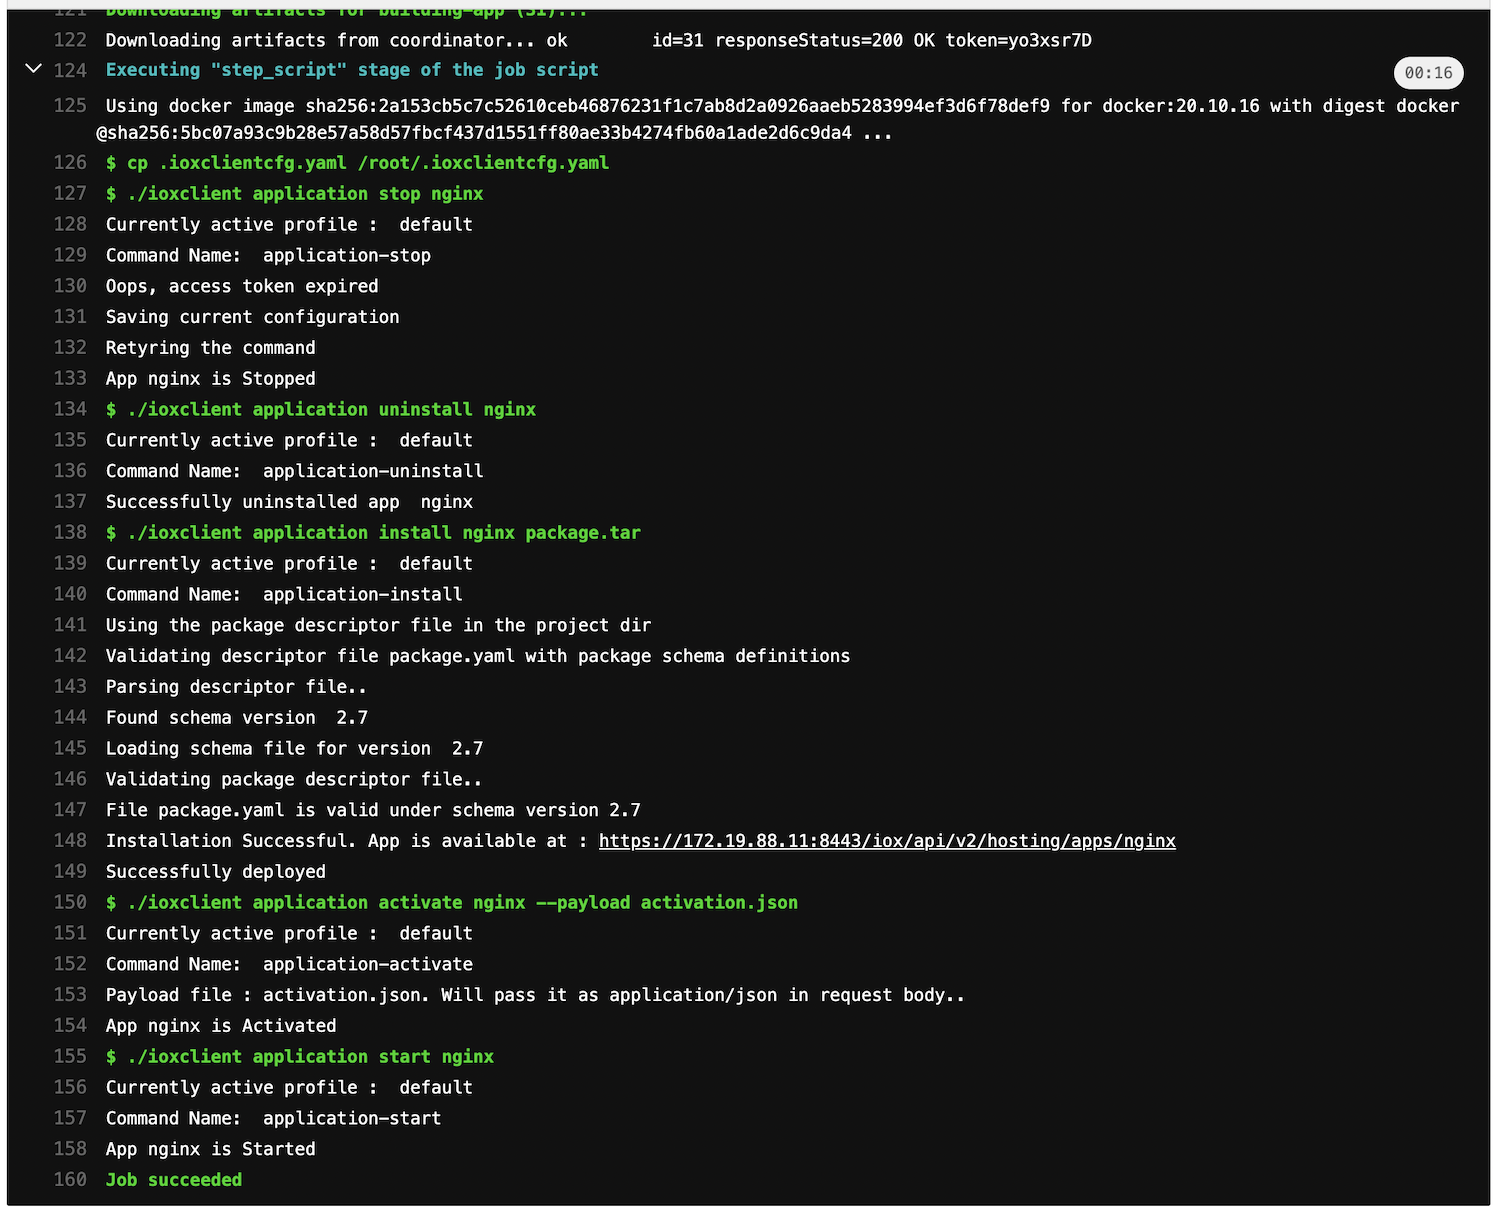 121 Downloading artifacts for building-app (31)...
122 Downloading artifacts from coordinator... ok        id=31 responseStatus=200 OK token=yo3xsr7D
124 Executing "step_script" stage of the job script 00:16
125 Using docker image sha256:2a153cb5c7c52610ceb46876231f1c7ab8d2a0926aaeb5283994ef3d6f78def9 for docker:20.10.16 with digest docker
@sha256:5bc07a93c9b28e57a58d57fbcf437d1551ff80ae33b4274fb60a1ade2d6c9da4 ...
126 $ cp .ioxclientcfg.yaml /root/.ioxclientcfg.yaml
127 $ ./ioxclient application stop nginx
128 Currently active profile :  default
129 Command Name:  application-stop
130 Oops, access token expired
131 Saving current configuration
132 Retyring the command
133 App nginx is Stopped
134 $ ./ioxclient application uninstall nginx
135 Currently active profile :  default
136 Command Name:  application-uninstall
137 Successfully uninstalled app  nginx
138 $ ./ioxclient application install nginx package.tar
139 Currently active profile :  default
140 Command Name:  application-install
141 Using the package descriptor file in the project dir
142 Validating descriptor file package.yaml with package schema definitions
143 Parsing descriptor file..
144 Found schema version  2.7
145 Loading schema file for version  2.7
146 Validating package descriptor file..
147 File package.yaml is valid under schema version 2.7
148 Installation Successful. App is available at : https://172.19.88.11:8443/iox/api/v2/hosting/apps/nginx
149 Successfully deployed
150 $ ./ioxclient application activate nginx --payload activation.json
151 Currently active profile :  default
152 Command Name:  application-activate
153 Payload file : activation.json. Will pass it as application/json in request body..
154 App nginx is Activated
155 $ ./ioxclient application start nginx
156 Currently active profile :  default
157 Command Name:  application-start
158 App nginx is Started
160 Job succeeded